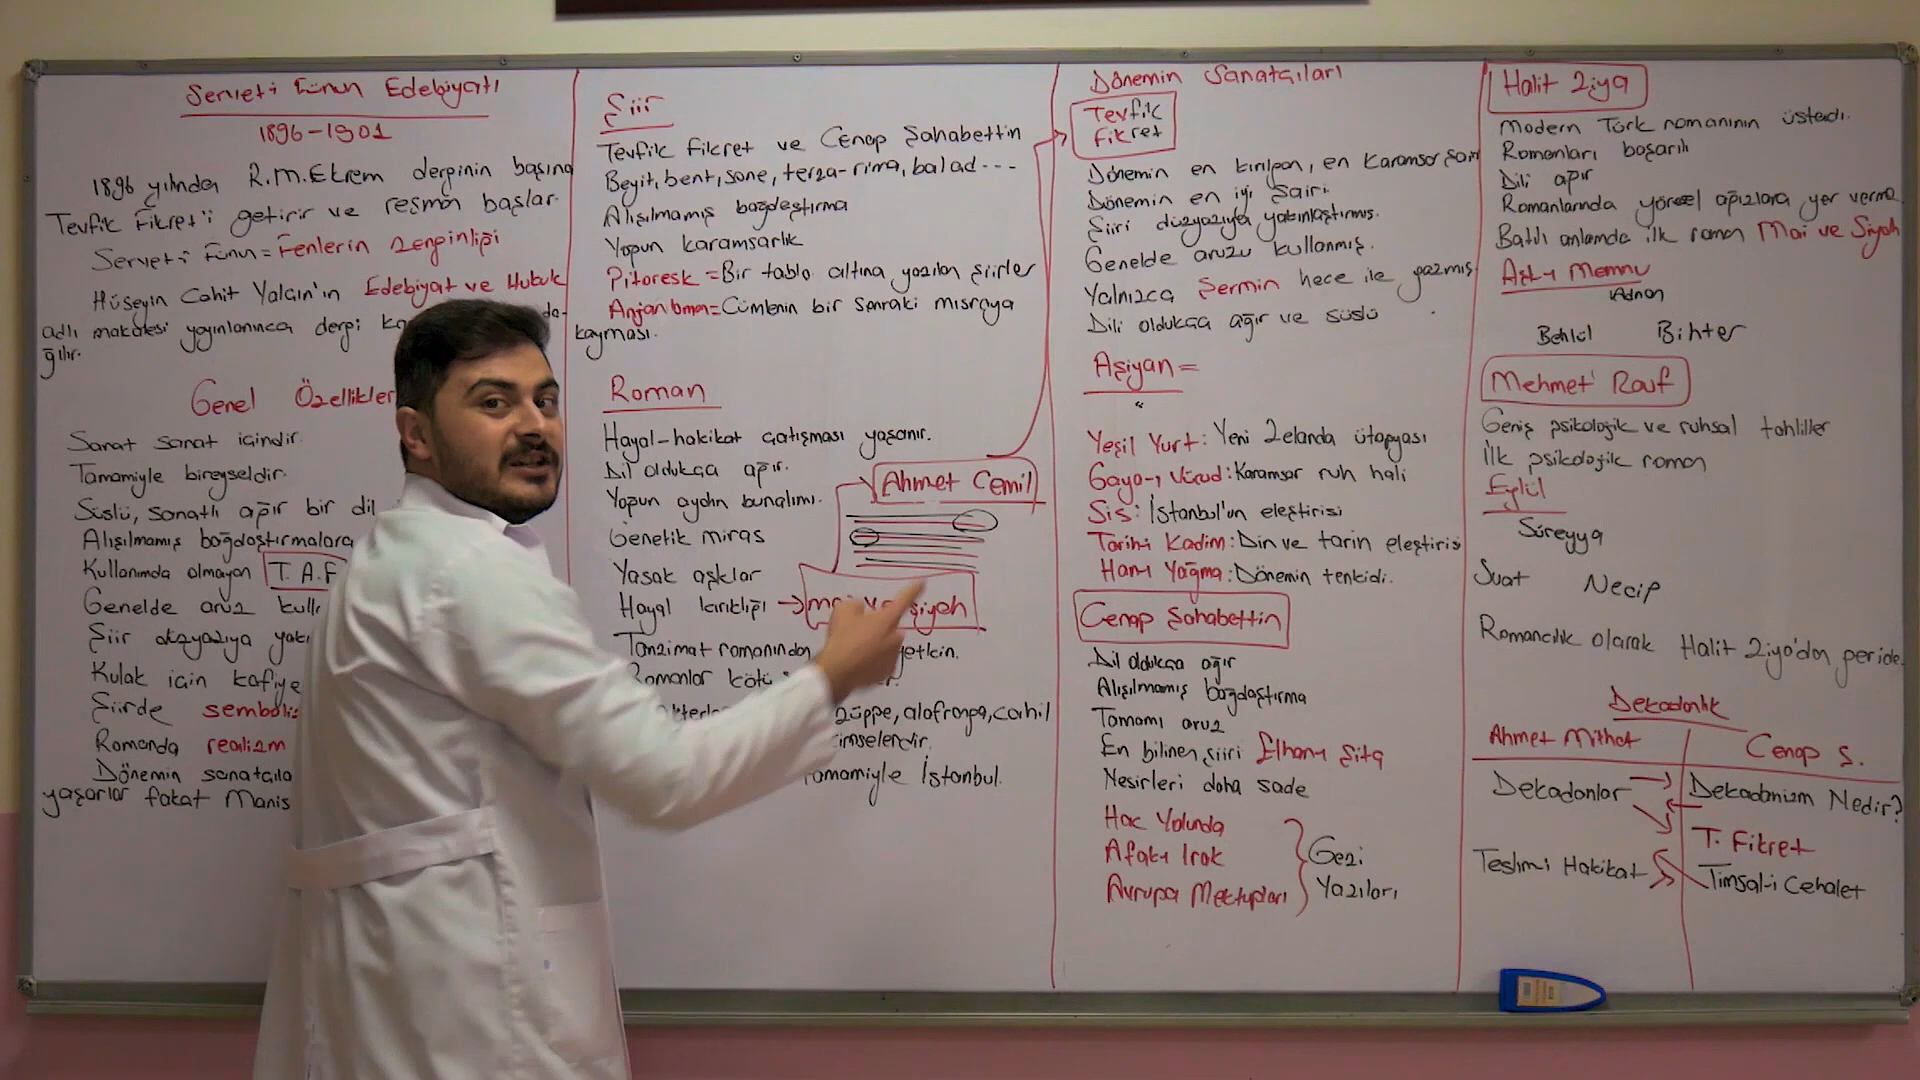 Servet-i Fünun Edebiyatı
1896-1901
1896 yılında R.M.Ekrem derginin başına
Tevfik Fikret'i getirir ve resmen başlar.
Servet-i Fünun = Fenlerin zenginliği
Hüseyin Cahit Yalçın'ın Edebiyat ve Hukuk
adlı makalesi yayınlanınca dergi da-
ğılır.
Genel Özellikler
Sanat sanat içindir.
Tamamiyle bireyseldir.
Süslü, sanatlı ağır bir dil
Alışılmamış bağdaştırmalara
Kullanımda olmayan T. A. F
Genelde aruz
Şiir düzyazıya
Kulak için kafiye
Şiirde
Romanda realizm
Dönemin
yaşarlar fakat
Şiir
Tevfik Fikret ve Cenap Şahabettin
Beyit, bent, sone, terza-rima, balad ---
Alışılmamış bağdaştırma
Yoğun karamsarlık
Pitoresk = Bir tablo altına yazılan şiirler
Anjanbman = Cümlenin bir sonraki mısraya
kayması.
Roman
Hayal-hakikat çatışması yaşanır.
Dil oldukça ağır.
Ahmet Cemil
Yoğun aydın bunalımı.
Genetik miras
Yasak aşklar
Hayal kırıklığı → siyah
Tanzimat romanından yetkin.
Romanlar kötü
züppe, alafranga, cahil
kimselerdir.
Tamamiyle İstanbul.
Dönemin Sanatçıları
Tevfik
Fikret
Dönemin en kırılgan, en karamsar şairi
Dönemin en iyi şairi
Şiiri düzyazıya yakınlaştırmış.
Genelde aruzu kullanmış.
Yalnızca Şermin hece ile yazmış
Dili oldukça ağır ve süslü
Aşiyan =
"
Yeşil Yurt: Yeni Zelanda ütopyası
Gaya-ı Vürud: Karamsar ruh hali
Sis: İstanbul'un eleştirisi
Tarih-i Kadim: Din ve tarih eleştirisi
Han-ı Yağma: Dönemin tenkidi.
Cenap Şahabettin
Dil oldukça ağır
Alışılmamış bağdaştırma
Tamamı aruz
En bilinen şiiri Elhan-ı Şita
Nesirleri daha sade
Hac Yolunda
Afak-ı Irak
Avrupa Mektupları
Gezi
Yazıları
Halit Ziya
Modern Türk romanının üstadı.
Romanları başarılı
Dili ağır
Romanlarında yöresel ağızlara yer verme
Batılı anlamda ilk roman Mai ve Siyah
Aşk-ı Memnu
Adnan
Behlül Bihter
Mehmet Rauf
Geniş psikolojik ve ruhsal tahliller
İlk psikolojik roman
Eylül
Süreyya
Suat Necip
Romancılık olarak Halit Ziya'dan geride.
Dekadanlık
Ahmet Mithat Cenap Ş.
Dekadanlar → Dekadanizm Nedir?
T. Fikret
Teslim-i Hakikat Timsal-i Cehalet